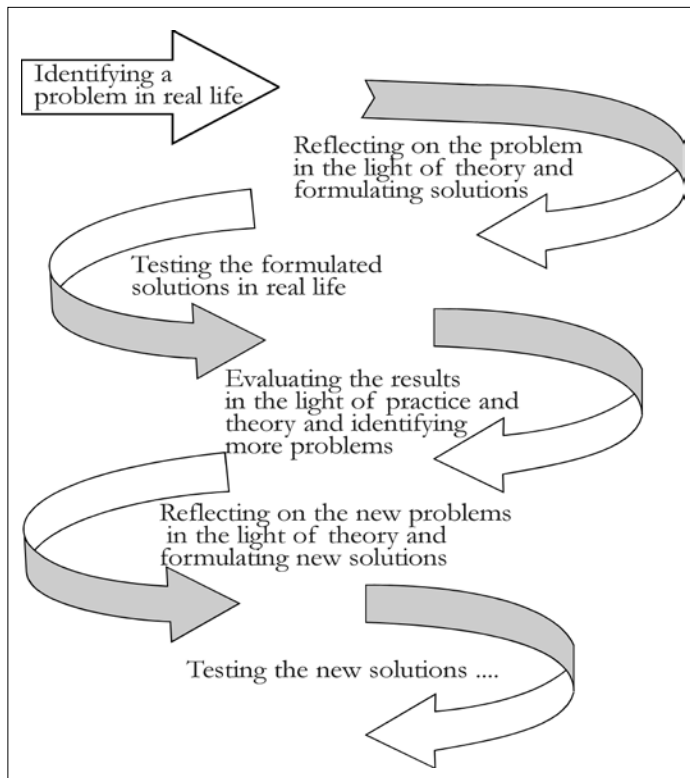 Identifying a
problem in real life
Reflecting on the problem
in the light of theory and
formulating solutions
Testing the formulated
solutions in real life
Evaluating the results
in the light of practice and
theory and identifying
more problems
Reflecting on the new problems
in the light of theory and
formulating new solutions
Testing the new solutions ....